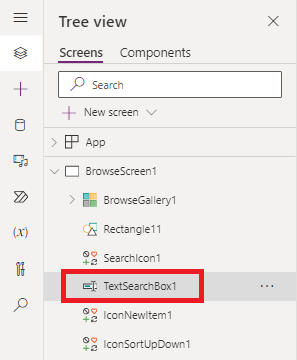 Tree view
Screens Components
Search
New screen
App
BrowseScreen1
BrowseGallery1
Rectangle11
SearchIcon1
TextSearchBox1
IconNewItem1
IconSortUpDown1
(x)